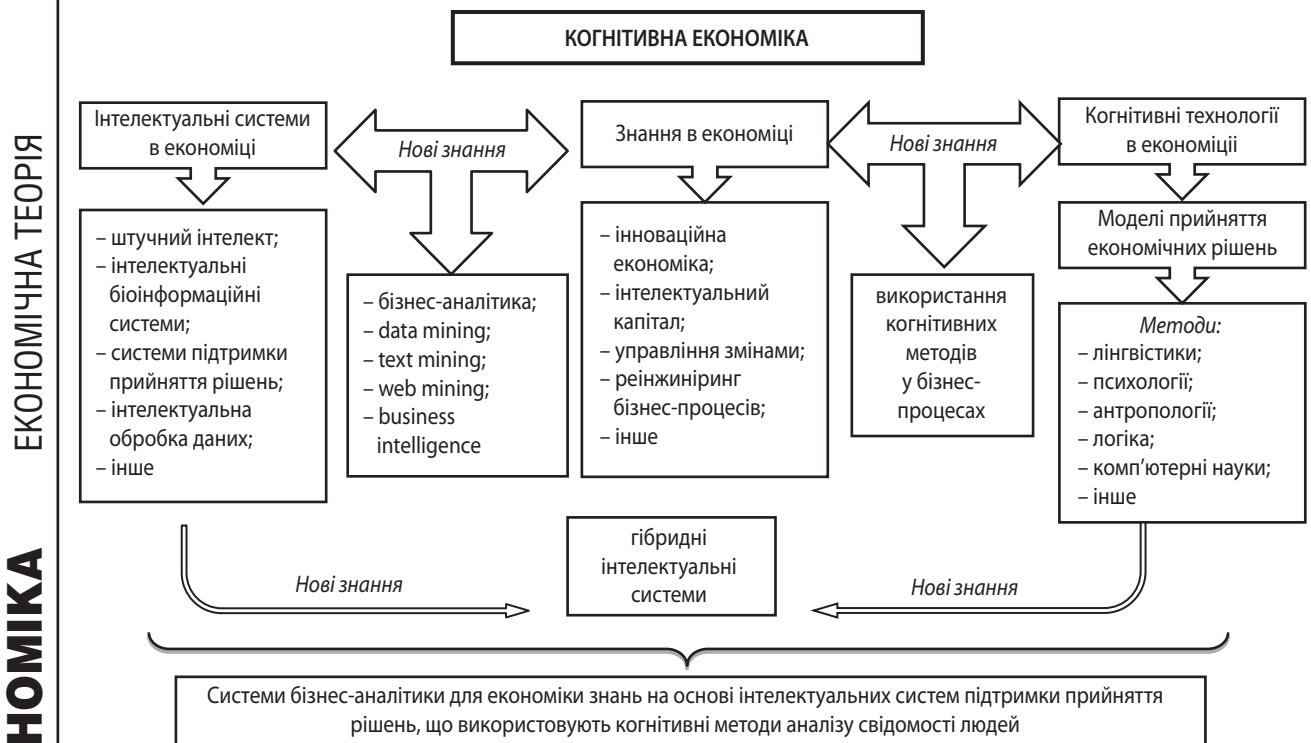 КОГНІТИВНА ЕКОНОМІКА
Інтелектуальні системи
в економіці
Нові знання
Знання в економіці
Нові знання
Когнітивні технології
в економіціі
– штучний інтелект;
– інтелектуальні
біоінформаційні
системи;
– системи підтримки
прийняття рішень;
– інтелектуальна
обробка даних;
– інше
– бізнес-аналітика;
– data mining;
– text mining;
– web mining;
– business
intelligence
– інноваційна
економіка;
– інтелектуальний
капітал;
– управління змінами;
– реінжиніринг
бізнес-процесів;
– інше
використання
когнітивних
методів
у бізнес-
процесах
Моделі прийняття
економічних рішень
Методи:
– лінгвістики;
– психології;
– антропології;
– логіка;
– комп’ютерні науки;
– інше
Нові знання
гібридні
інтелектуальні
системи
Нові знання
Системи бізнес-аналітики для економіки знань на основі інтелектуальних систем підтримки прийняття
рішень, що використовують когнітивні методи аналізу свідомості людей
ЕКОНОМІЧНА ТЕОРІЯ
НОМІКА